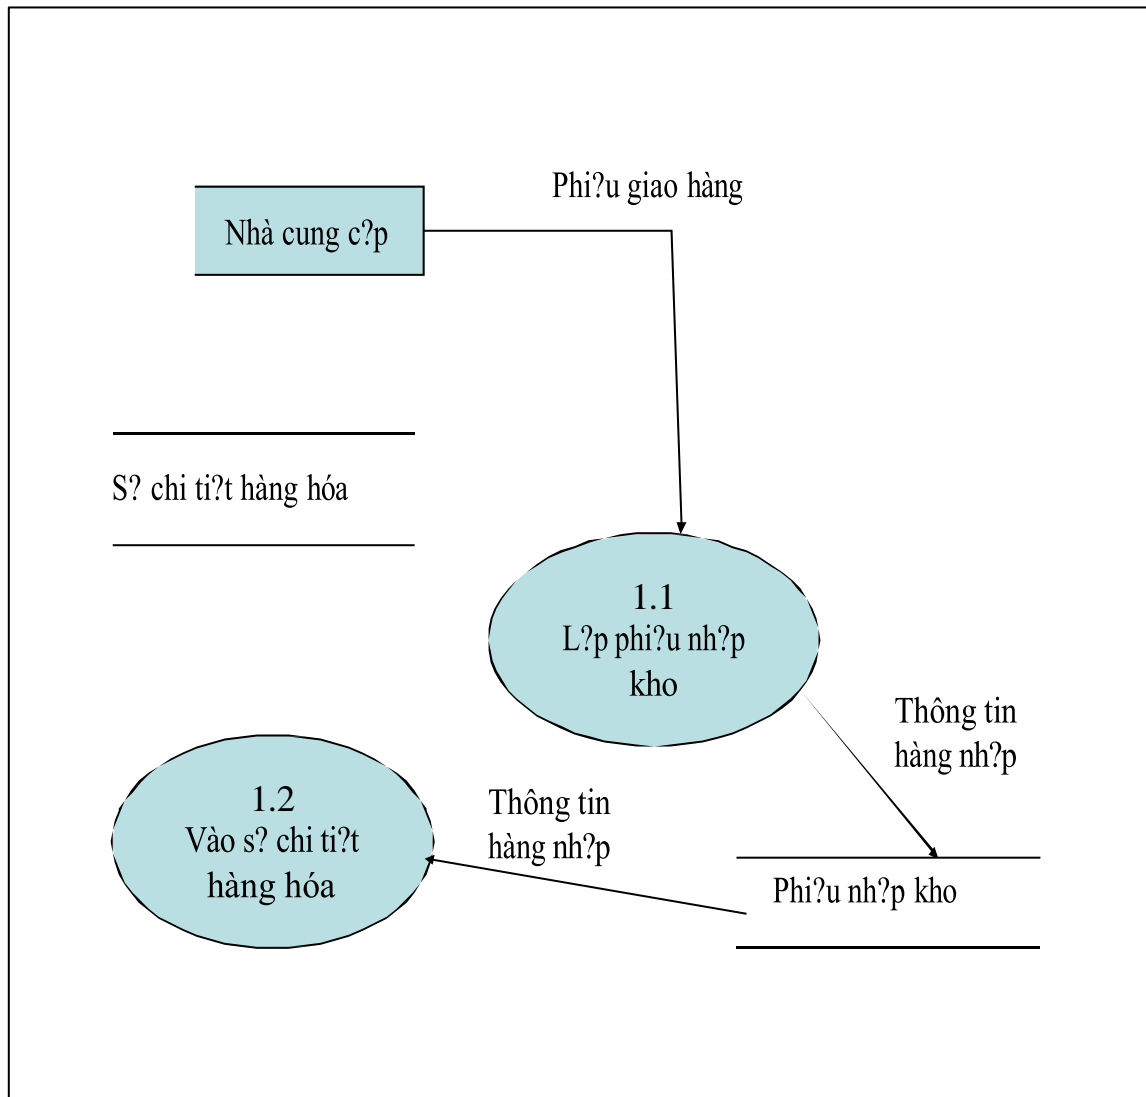 Phi?u giao hàng
Nhà cung c?p
S? chi ti?t hàng hóa
1.1
L?p phi?u nh?p
kho
Thông tin
hàng nh?p
1.2
Vào s? chi ti?t
hàng hóa
Thông tin
hàng nh?p
Phi?u nh?p kho